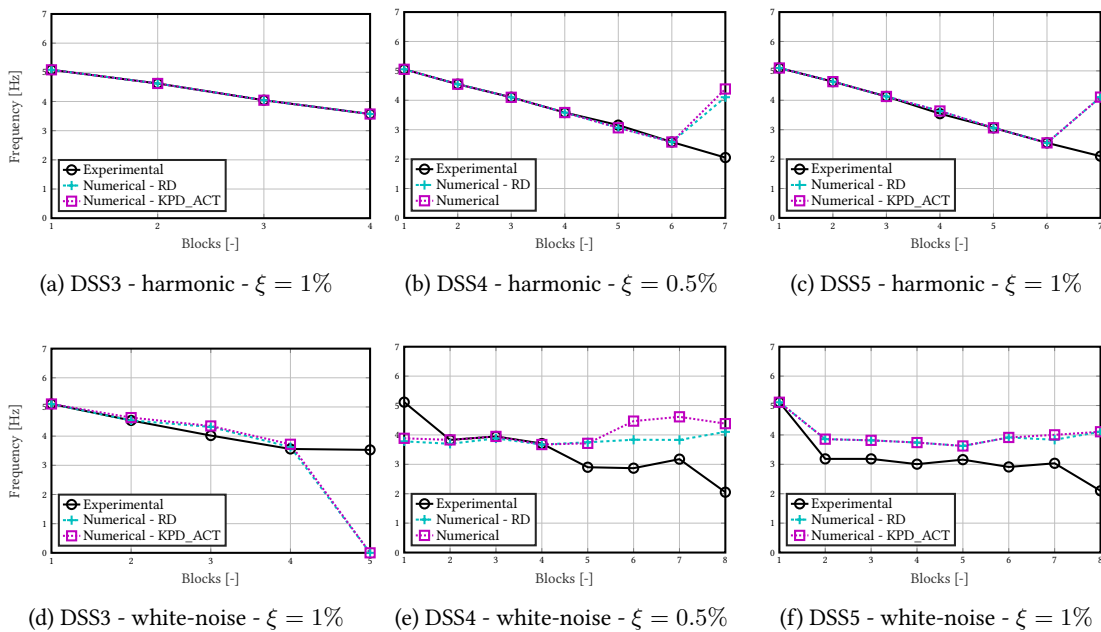 7
6
5
4
3
2
1
0
Frequency [Hz]
Experimental
Numerical - RD
Numerical - KPD_ACT
1 2 3 4
Blocks [-]
(a) DSS3 - harmonic - ξ = 1%
7
6
5
4
3
2
1
0
Experimental
Numerical - RD
Numerical
1 2 3 4 5 6 7
Blocks [-]
(b) DSS4 - harmonic - ξ = 0.5%
7
6
5
4
3
2
1
0
Experimental
Numerical - RD
Numerical - KPD_ACT
1 2 3 4 5 6 7
Blocks [-]
(c) DSS5 - harmonic - ξ = 1%
7
6
5
4
3
2
1
0
Frequency [Hz]
Experimental
Numerical - RD
Numerical - KPD_ACT
1 2 3 4 5
Blocks [-]
(d) DSS3 - white-noise - ξ = 1%
7
6
5
4
3
2
1
0
Experimental
Numerical - RD
Numerical
1 2 3 4 5 6 7 8
Blocks [-]
(e) DSS4 - white-noise - ξ = 0.5%
7
6
5
4
3
2
1
0
Experimental
Numerical - RD
Numerical - KPD_ACT
1 2 3 4 5 6 7 8
Blocks [-]
(f) DSS5 - white-noise - ξ = 1%